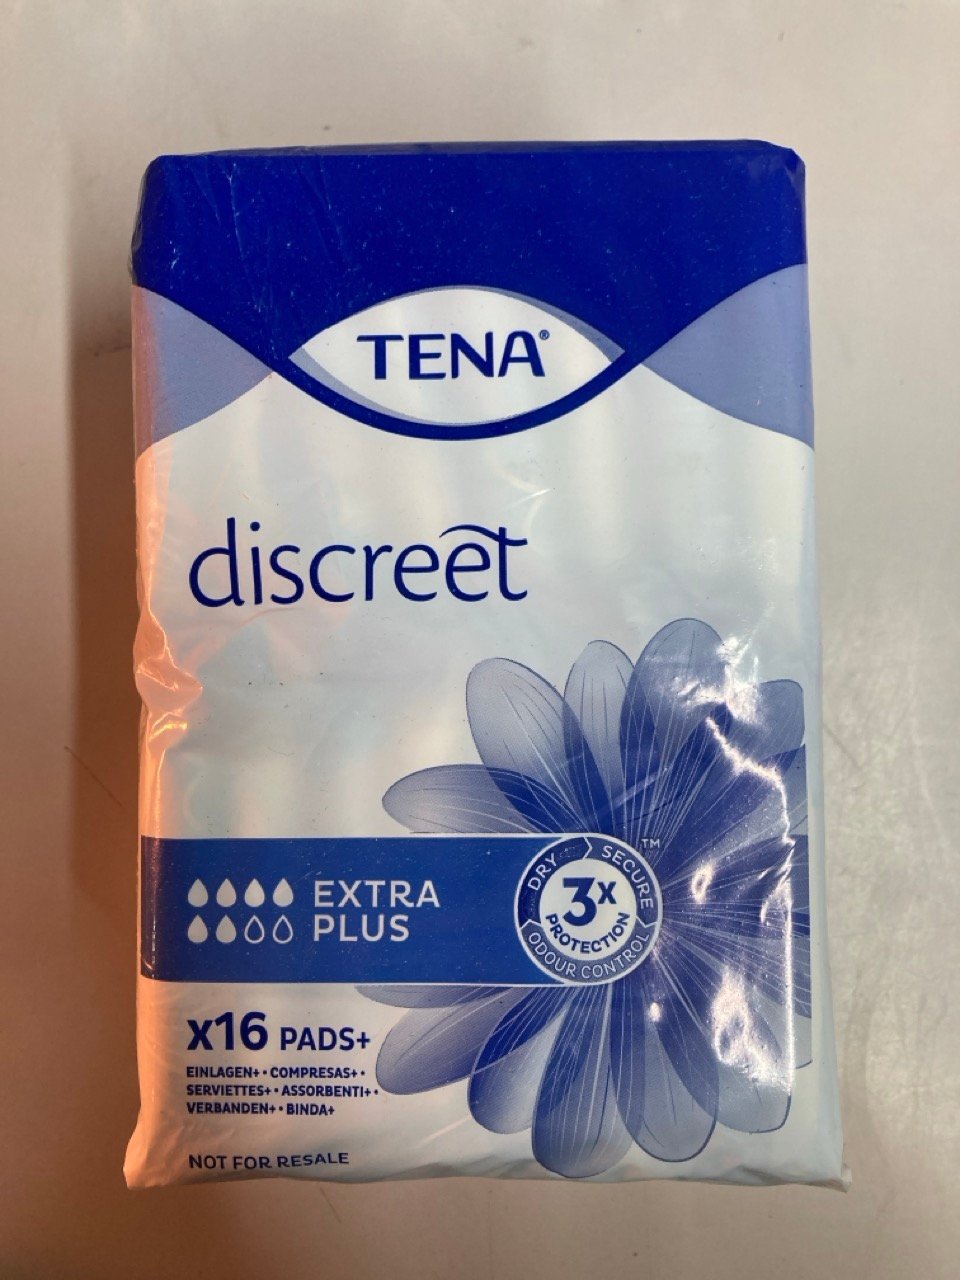 TENA®
discreet
EXTRA
PLUS
DRY
SECURE
™
3x
PROTECTION
ODOUR CONTROL
x16 PADS+
EINLAGEN+ • COMPRESAS+ •
SERVIETTES+ • ASSORBENTI+ •
VERBANDEN+ • BINDA+
NOT FOR RESALE